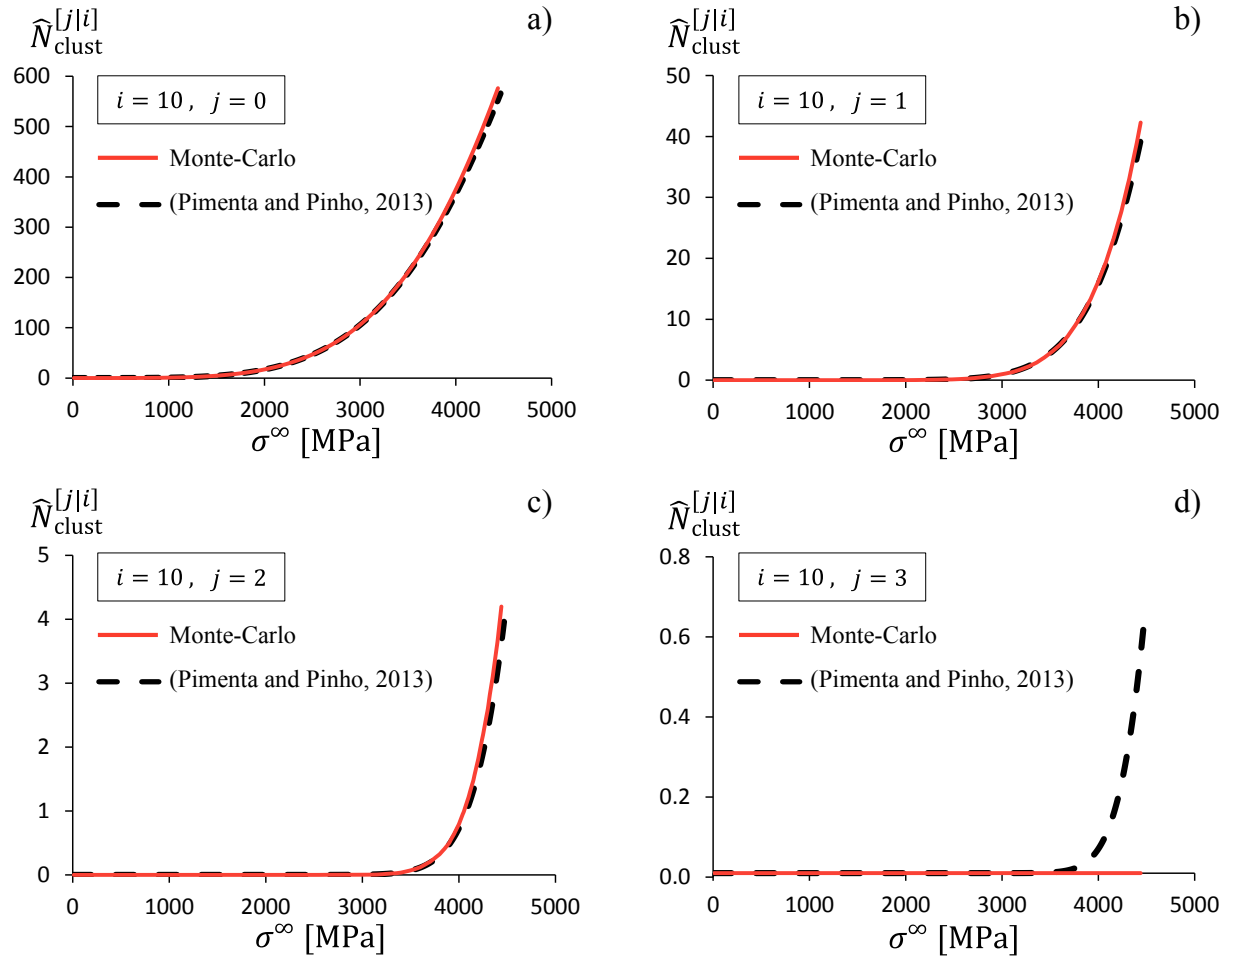 a)
N̂_clust^[j|i]
600
500
400
300
200
100
0
i = 10 , j = 0
Monte-Carlo
(Pimenta and Pinho, 2013)
0 1000 2000 3000 4000 5000
σ^∞ [MPa]
b)
N̂_clust^[j|i]
50
40
30
20
10
0
i = 10 , j = 1
Monte-Carlo
(Pimenta and Pinho, 2013)
0 1000 2000 3000 4000 5000
σ^∞ [MPa]
c)
N̂_clust^[j|i]
5
4
3
2
1
0
i = 10 , j = 2
Monte-Carlo
(Pimenta and Pinho, 2013)
0 1000 2000 3000 4000 5000
σ^∞ [MPa]
d)
N̂_clust^[j|i]
0.8
0.6
0.4
0.2
0.0
i = 10 , j = 3
Monte-Carlo
(Pimenta and Pinho, 2013)
0 1000 2000 3000 4000 5000
σ^∞ [MPa]